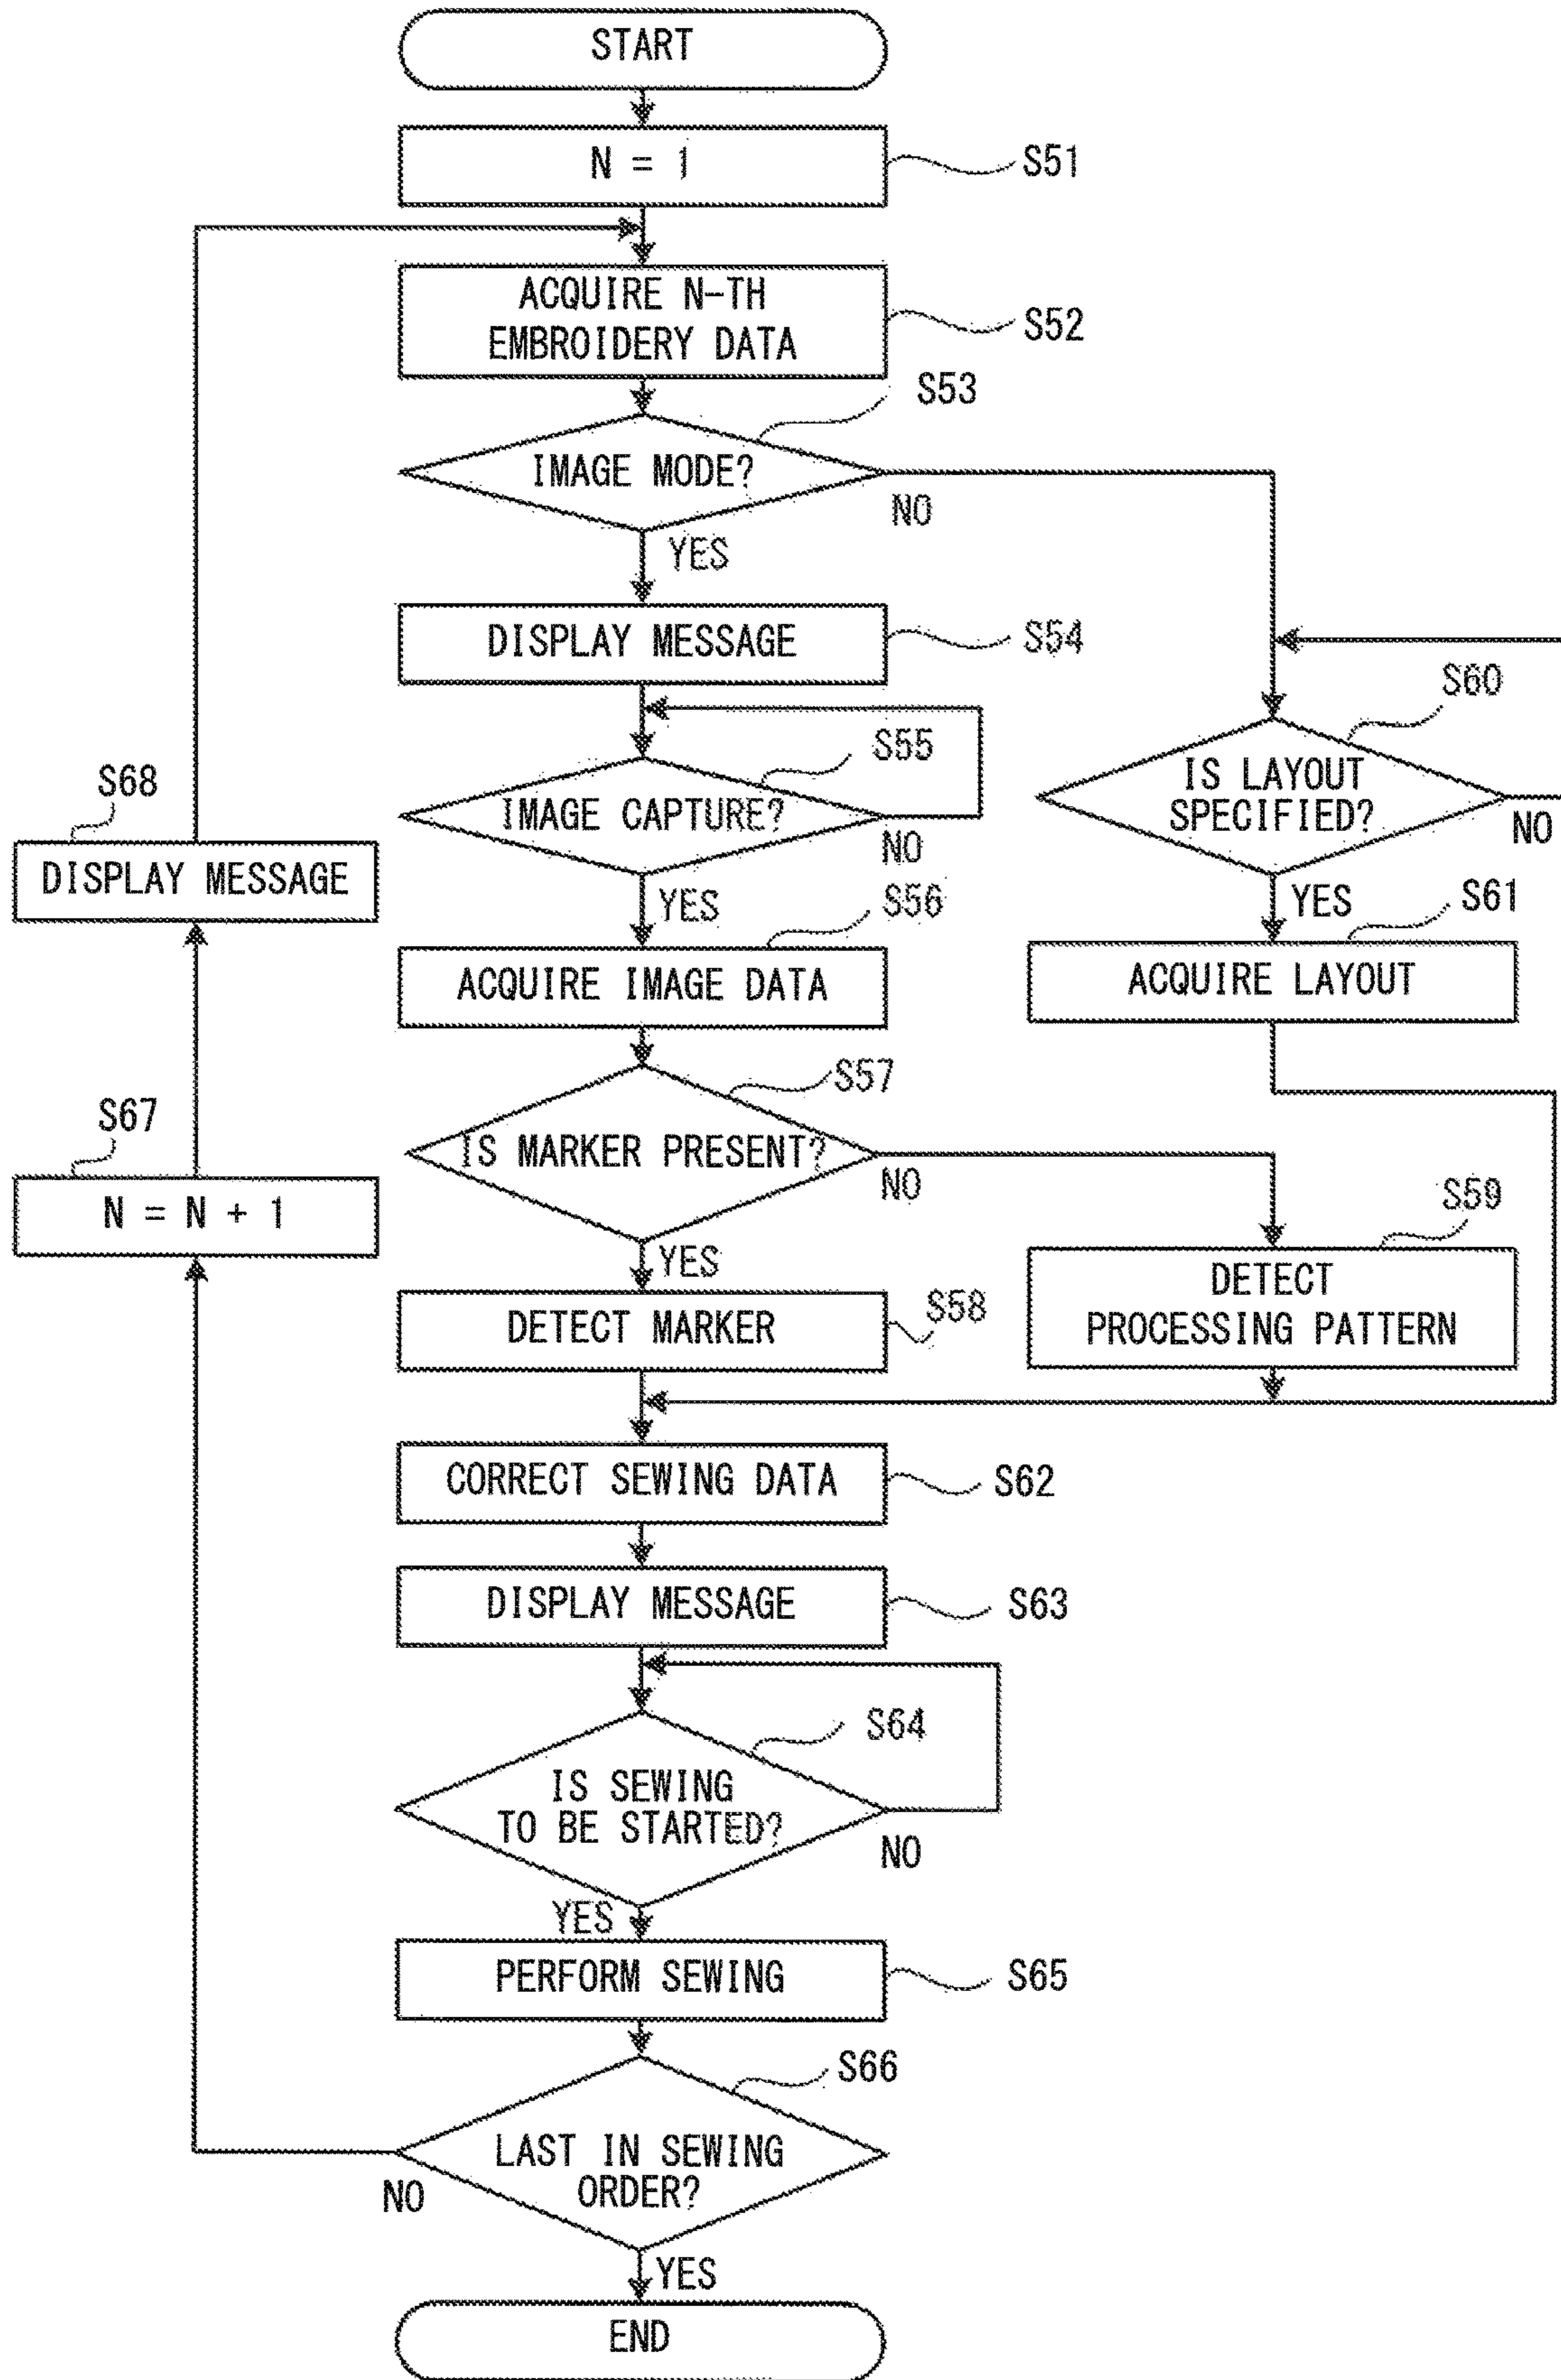 START
N = 1
S51
ACQUIRE N-TH
EMBROIDERY DATA
S52
S53
IMAGE MODE?
NO
YES
DISPLAY MESSAGE
S54
S55
IMAGE CAPTURE?
NO
YES
S56
ACQUIRE IMAGE DATA
S57
IS MARKER PRESENT?
NO
YES
DETECT MARKER
S58
S59
DETECT
PROCESSING PATTERN
S60
IS LAYOUT
SPECIFIED?
NO
YES
S61
ACQUIRE LAYOUT
CORRECT SEWING DATA
S62
DISPLAY MESSAGE
S63
S64
IS SEWING
TO BE STARTED?
NO
YES
PERFORM SEWING
S65
S66
LAST IN SEWING
ORDER?
NO
YES
END
S67
N = N + 1
S68
DISPLAY MESSAGE